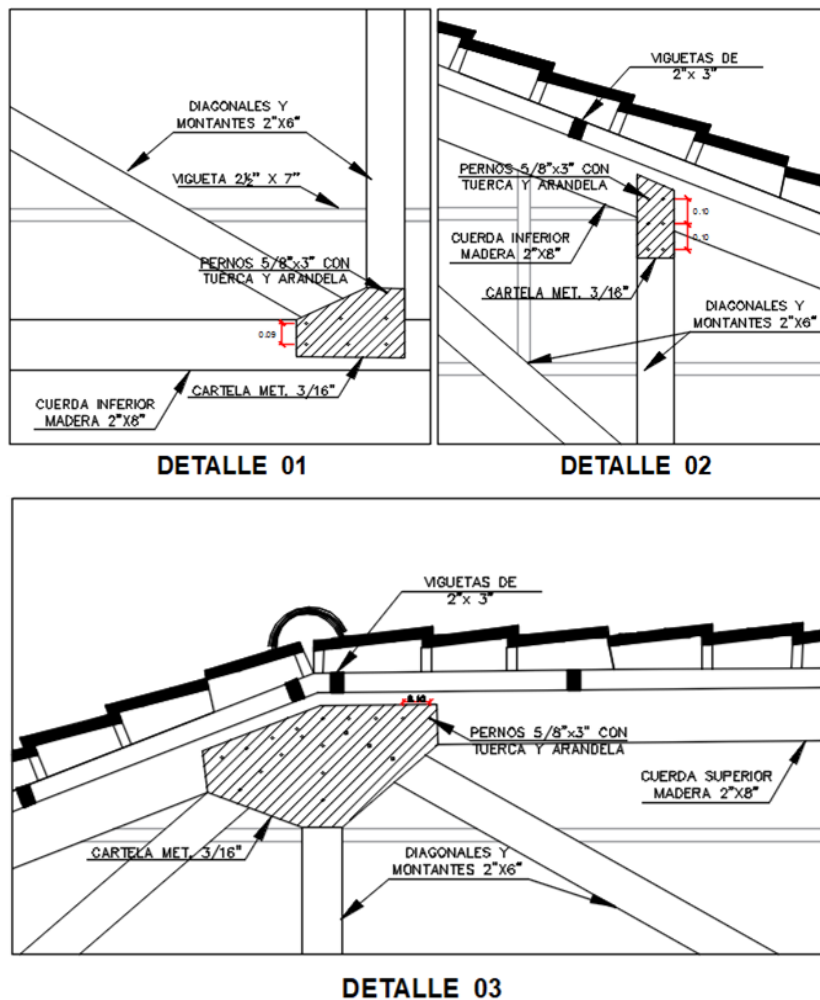 DIAGONALES Y
MONTANTES 2"X6"
VIGUETA 2½" X 7"
PERNOS 5/8"x3" CON
TUERCA Y ARANDELA
0.09
CARTELA MET. 3/16"
CUERDA INFERIOR
MADERA 2"X8"
DETALLE 01
VIGUETAS DE
2"x 3"
PERNOS 5/8"x3" CON
TUERCA Y ARANDELA
0.10
0.10
CUERDA INFERIOR
MADERA 2"X8"
CARTELA MET. 3/16"
DIAGONALES Y
MONTANTES 2"X6"
DETALLE 02
VIGUETAS DE
2"x 3"
PERNOS 5/8"x3" CON
TUERCA Y ARANDELA
CUERDA SUPERIOR
MADERA 2"X8"
CARTELA MET. 3/16"
DIAGONALES Y
MONTANTES 2"X6"
DETALLE 03